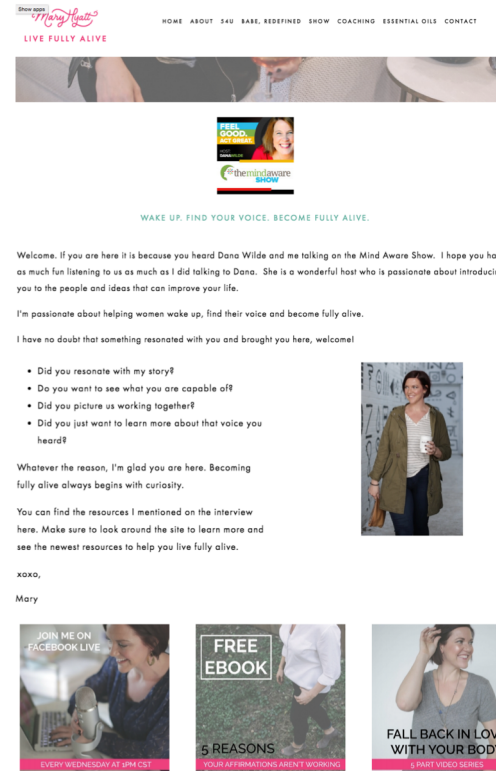 Show apps
Mary Hyatt
LIVE FULLY ALIVE
HOME ABOUT 54U BABE, REDEFINED SHOW COACHING ESSENTIAL OILS CONTACT
FEEL
GOOD.
ACT GREAT.
HOST
DANA WILDE
themindaware
SHOW
WAKE UP. FIND YOUR VOICE. BECOME FULLY ALIVE.
Welcome. If you are here it is because you heard Dana Wilde and me talking on the Mind Aware Show. I hope you ha
as much fun listening to us as much as I did talking to Dana. She is a wonderful host who is passionate about introducin
you to the people and ideas that can improve your life.
I'm passionate about helping women wake up, find their voice and become fully alive.
I have no doubt that something resonated with you and brought you here, welcome!
• Did you resonate with my story?
• Do you want to see what you are capable of?
• Did you picture us working together?
• Did you just want to learn more about that voice you
heard?
Whatever the reason, I'm glad you are here. Becoming
fully alive always begins with curiosity.
You can find the resources I mentioned on the interview
here. Make sure to look around the site to learn more and
see the newest resources to help you live fully alive.
xoxo,
Mary
JOIN ME ON
FACEBOOK LIVE
EVERY WEDNESDAY AT 1PM CST
FREE
EBOOK
5 REASONS
YOUR AFFIRMATIONS AREN'T WORKING
FALL BACK IN LOV
WITH YOUR BODY
5 PART VIDEO SERIES